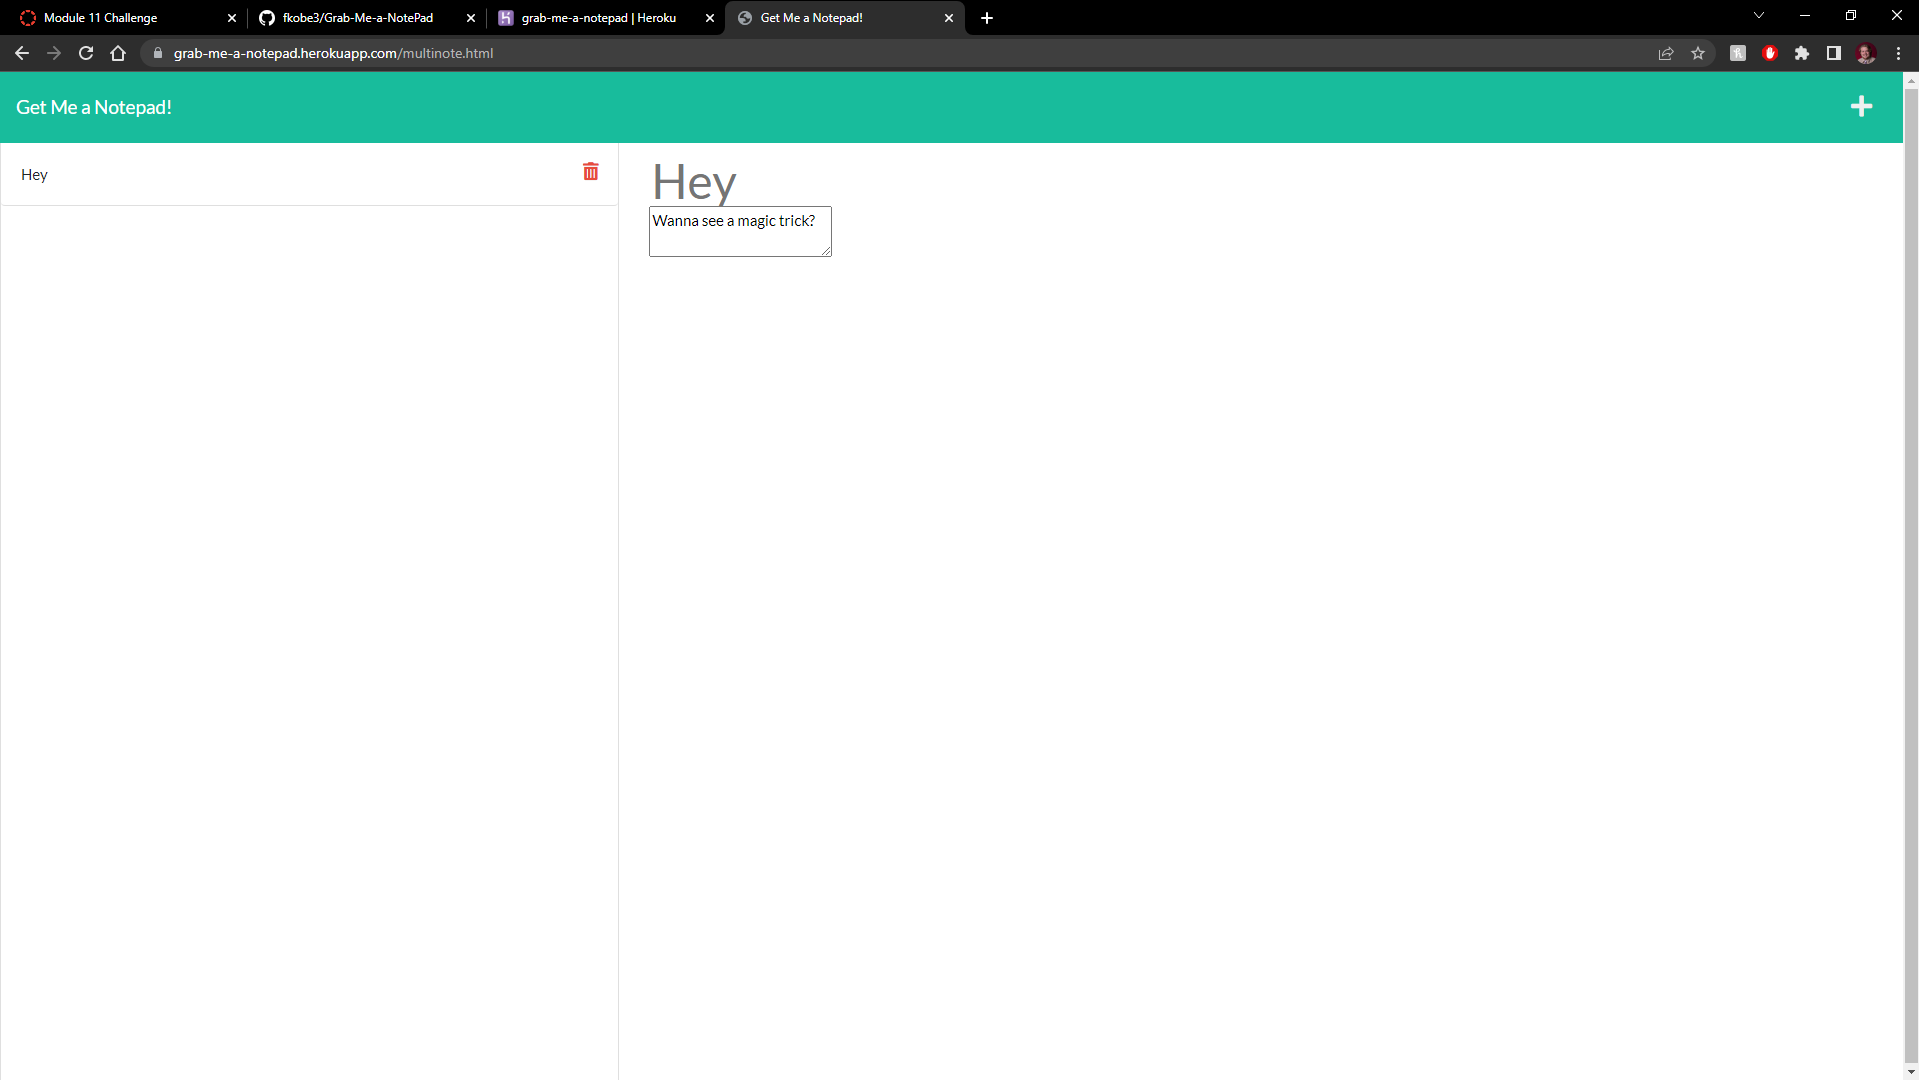 Module 11 Challenge
fkobe3/Grab-Me-a-NotePad
grab-me-a-notepad | Heroku
Get Me a Notepad!
grab-me-a-notepad.herokuapp.com/multinote.html
Get Me a Notepad!
Hey
Hey
Wanna see a magic trick?